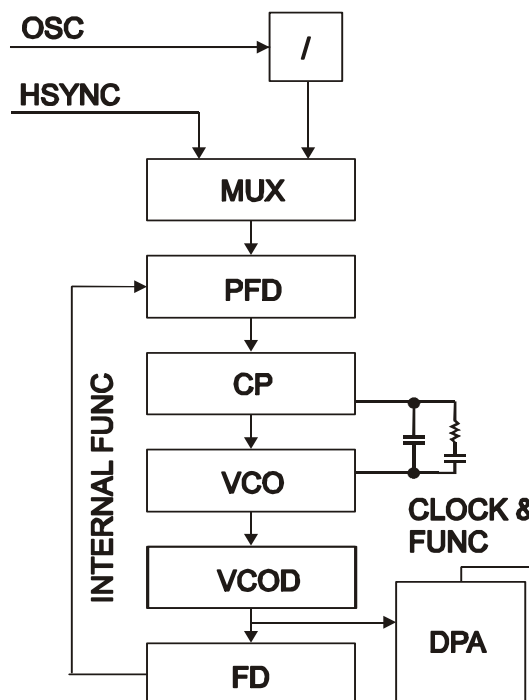 OSC
/
HSYNC
MUX
PFD
CP
INTERNAL FUNC
VCO
CLOCK &
FUNC
VCOD
DPA
FD